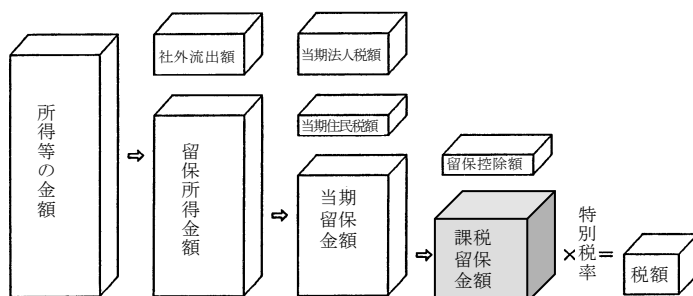 所得等の金額
社外流出額
留保所得金額
当期法人税額
当期住民税額
当期
留保
金額
留保控除額
課税
留保
金額
×
特別税率
=
税額